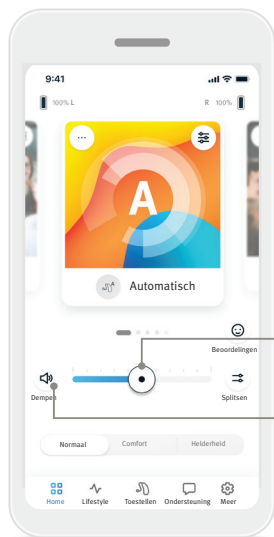 9:41
100% L
R 100%
...
A
A
Automatisch
Beoordelingen
Dempen
Splitsen
Normaal
Comfort
Helderheid
Home
Lifestyle
Toestellen
Ondersteuning
Meer